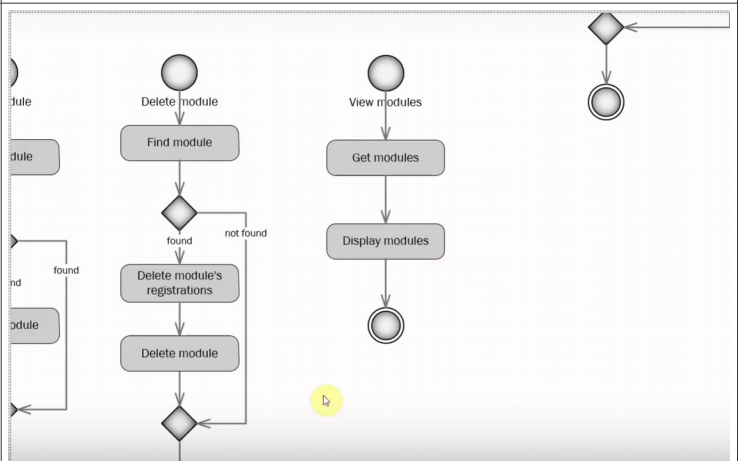 dule
Delete module
View modules
Find module
dule
Get modules
not found
found
Display modules
found
nd
Delete module's
registrations
odule
Delete module